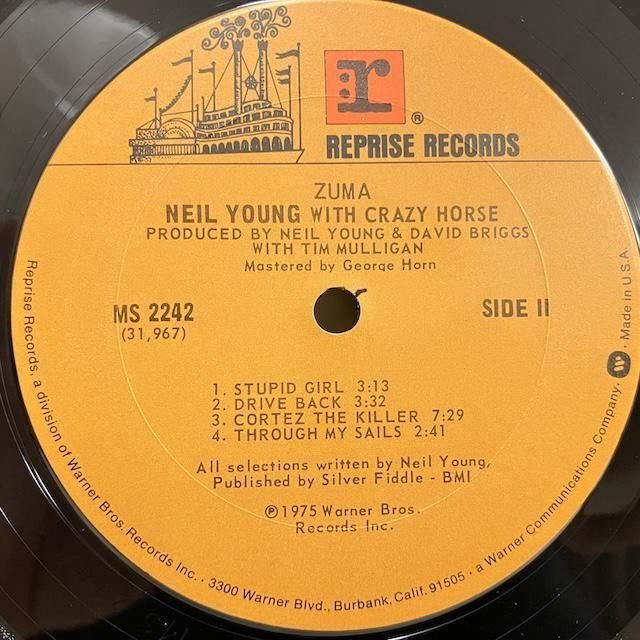 r
®
REPRISE RECORDS
ZUMA
NEIL YOUNG WITH CRAZY HORSE
PRODUCED BY NEIL YOUNG & DAVID BRIGGS
WITH TIM MULLIGAN
Mastered by George Horn
MS 2242
(31,967)
SIDE II
1. STUPID GIRL 3:13
2. DRIVE BACK 3:32
3. CORTEZ THE KILLER 7:29
4. THROUGH MY SAILS 2:41
All selections written by Neil Young,
Published by Silver Fiddle - BMI
℗1975 Warner Bros.
Records Inc.
Reprise Records, a division of Warner Bros. Records Inc. · 3300 Warner Blvd., Burbank, Calif. 91505 · a Warner Communications Company. · Made in U.S.A.